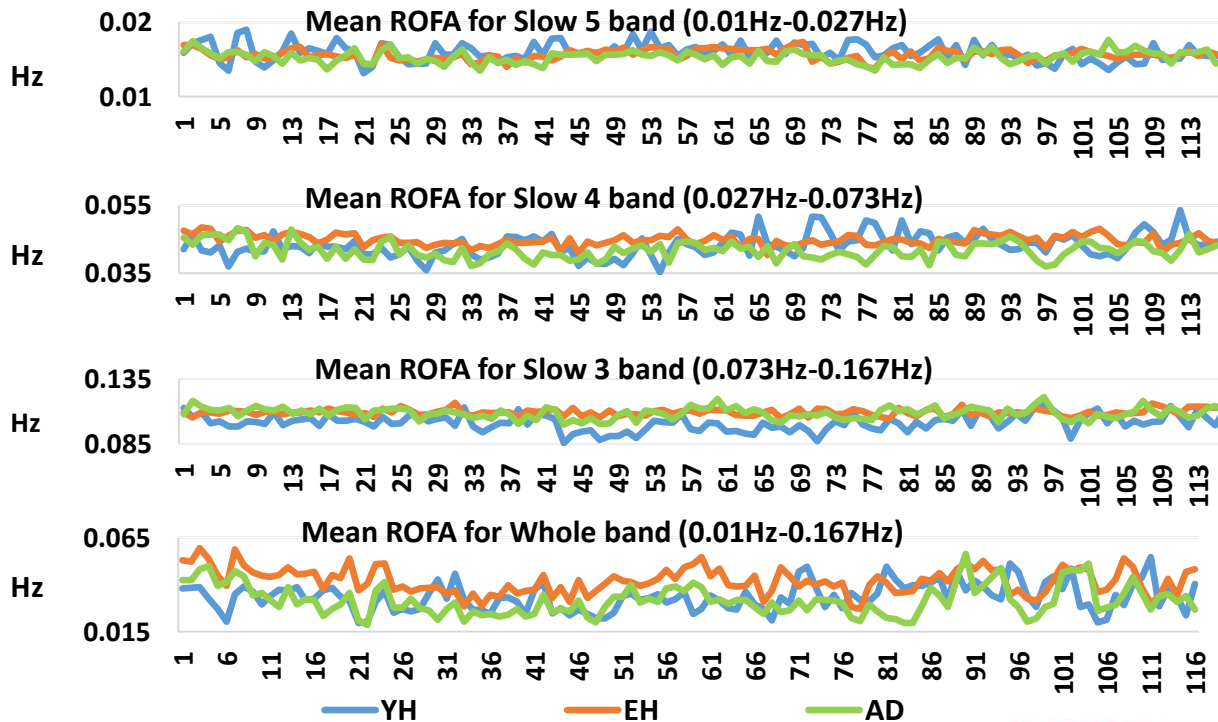 Mean ROFA for Slow 5 band (0.01Hz-0.027Hz)
0.02
Hz
0.01
1 5 9 13 17 21 25 29 33 37 41 45 49 53 57 61 65 69 73 77 81 85 89 93 97 101 105 109 113
Mean ROFA for Slow 4 band (0.027Hz-0.073Hz)
0.055
Hz
0.035
1 5 9 13 17 21 25 29 33 37 41 45 49 53 57 61 65 69 73 77 81 85 89 93 97 101 105 109 113
Mean ROFA for Slow 3 band (0.073Hz-0.167Hz)
0.135
Hz
0.085
1 5 9 13 17 21 25 29 33 37 41 45 49 53 57 61 65 69 73 77 81 85 89 93 97 101 105 109 113
Mean ROFA for Whole band (0.01Hz-0.167Hz)
0.065
Hz
0.015
1 6 11 16 21 26 31 36 41 46 51 56 61 66 71 76 81 86 91 96 101 106 111 116
YH EH AD